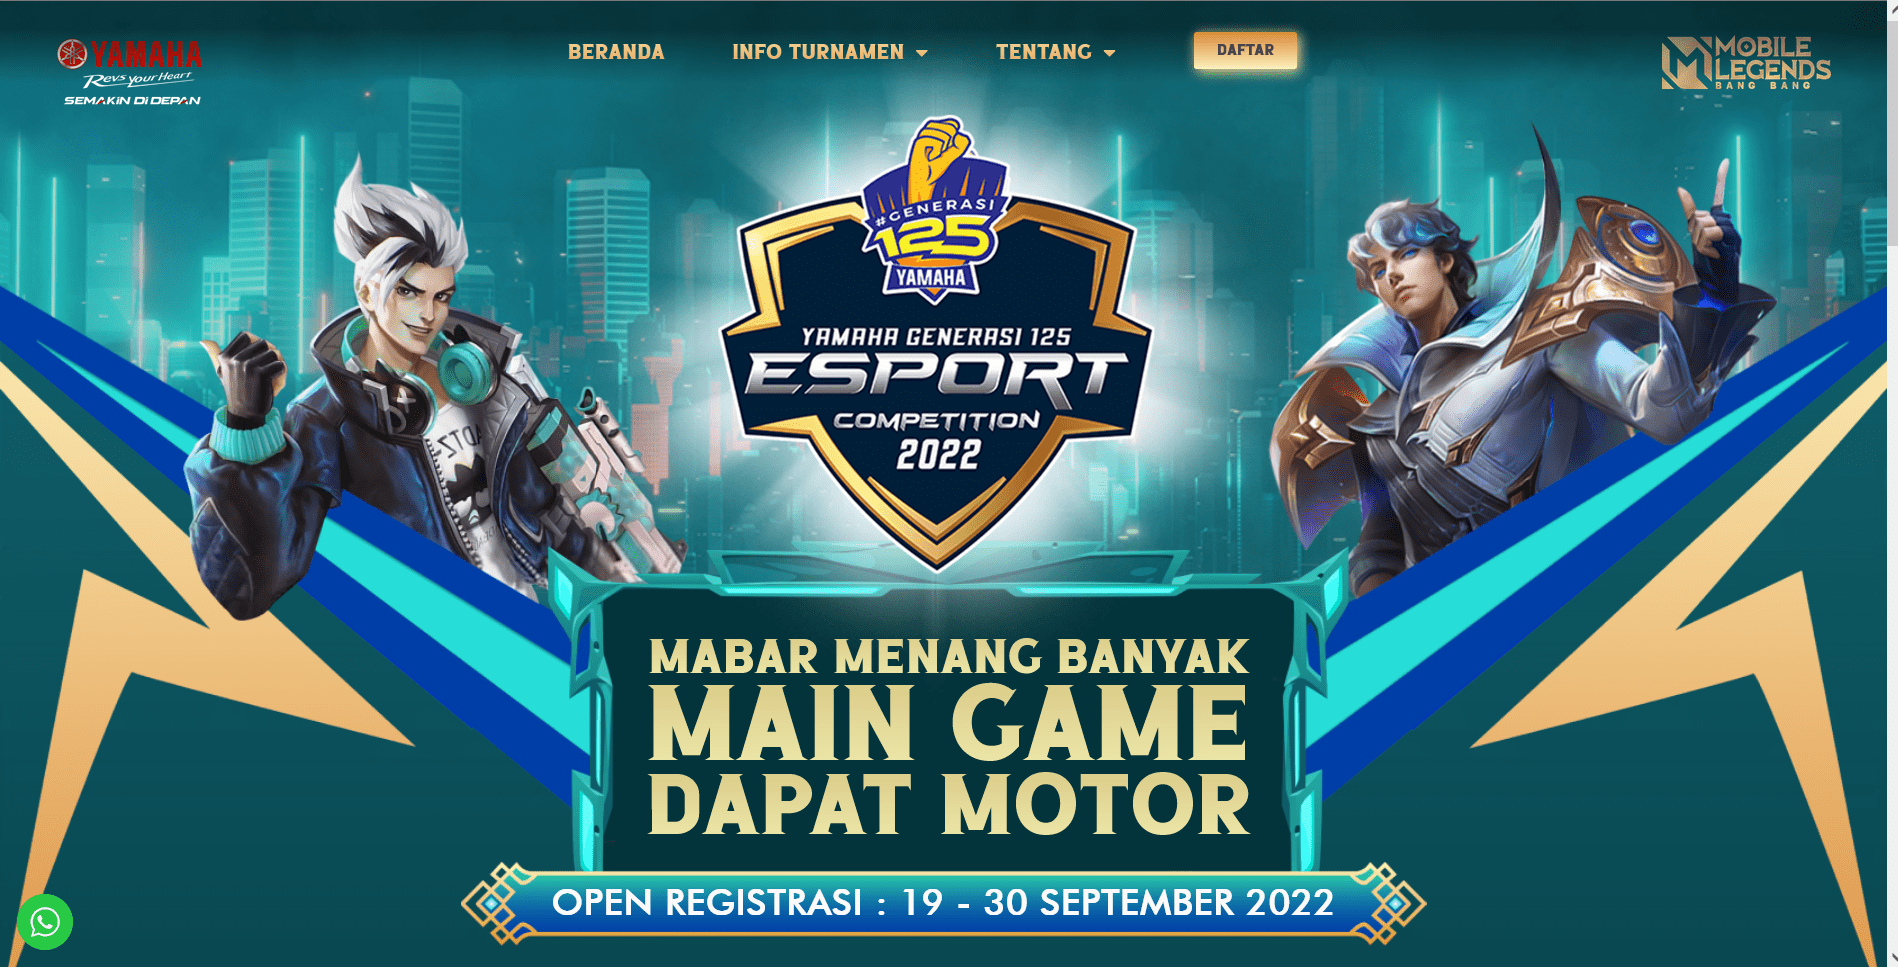 YAMAHA
Revs your Heart
SEMAKIN DI DEPAN
BERANDA
INFO TURNAMEN
TENTANG
DAFTAR
MOBILE
LEGENDS
BANG BANG
#GENERASI
125
YAMAHA
YAMAHA GENERASI 125
ESPORT
COMPETITION
2022
MABAR MENANG BANYAK
MAIN GAME
DAPAT MOTOR
OPEN REGISTRASI : 19 - 30 SEPTEMBER 2022